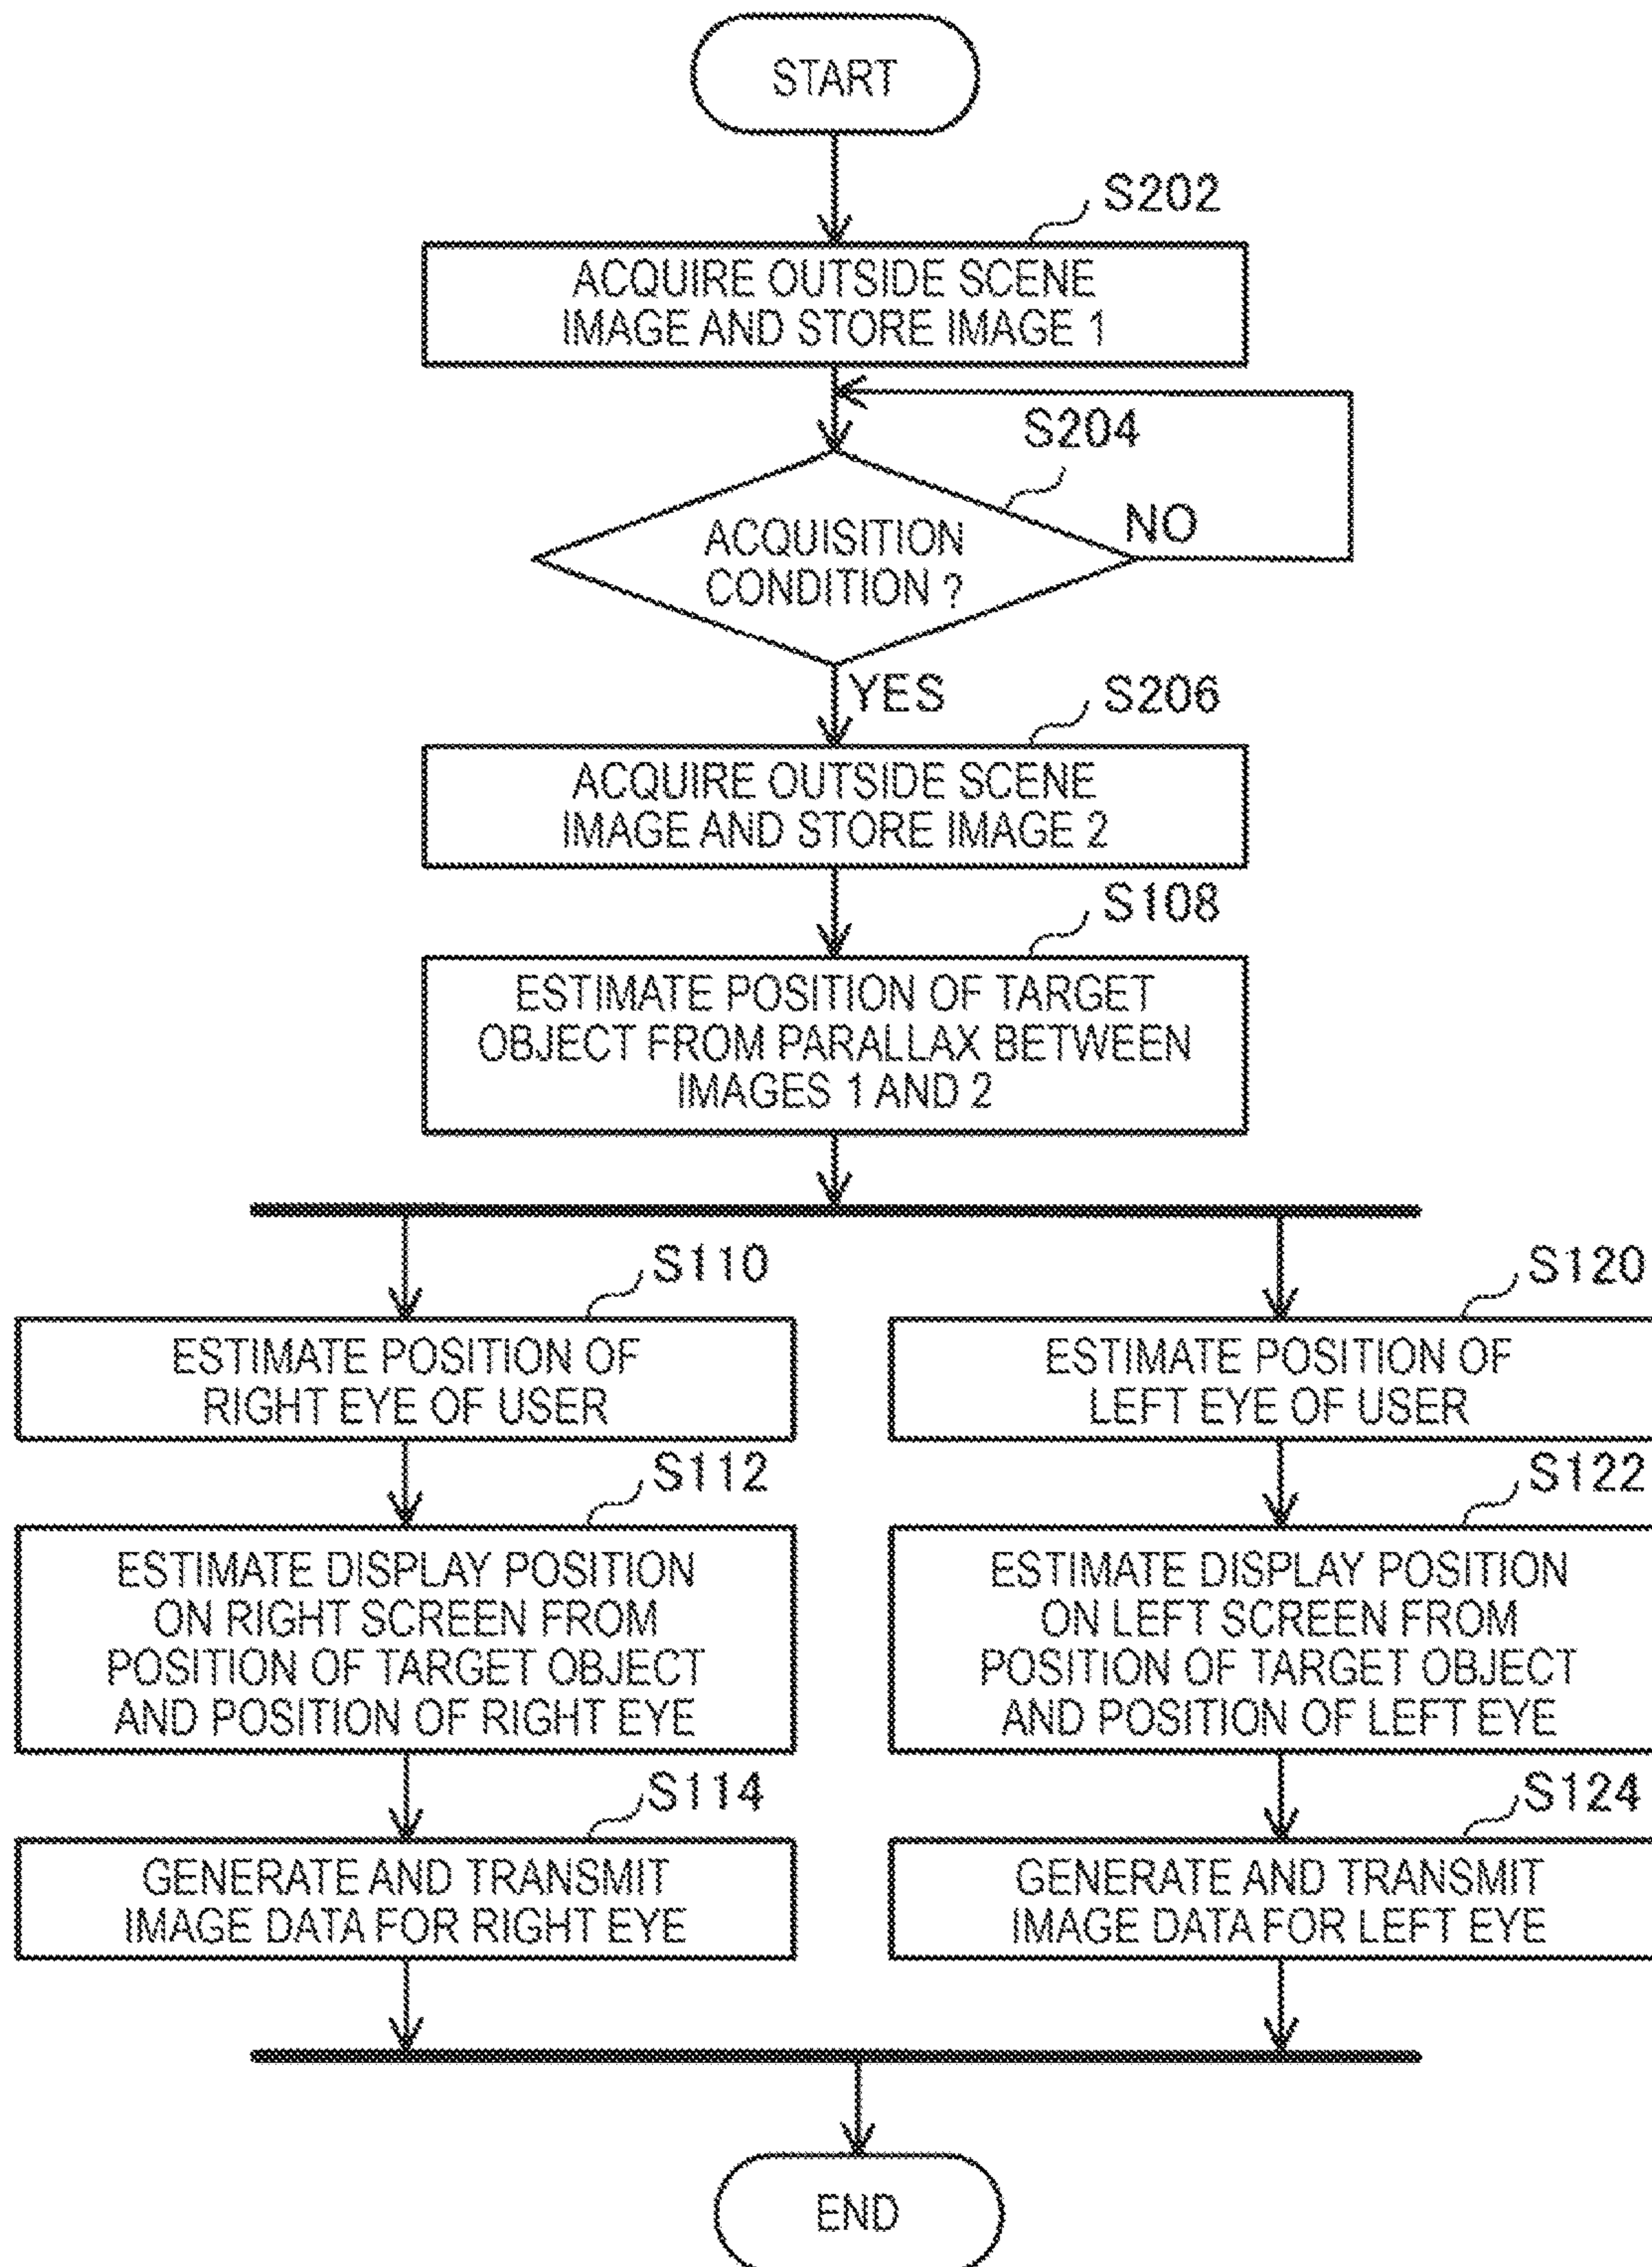 START
S202
ACQUIRE OUTSIDE SCENE
IMAGE AND STORE IMAGE 1
S204
NO
ACQUISITION
CONDITION ?
YES
S206
ACQUIRE OUTSIDE SCENE
IMAGE AND STORE IMAGE 2
S108
ESTIMATE POSITION OF TARGET
OBJECT FROM PARALLAX BETWEEN
IMAGES 1 AND 2
S110
ESTIMATE POSITION OF
RIGHT EYE OF USER
S112
ESTIMATE DISPLAY POSITION
ON RIGHT SCREEN FROM
POSITION OF TARGET OBJECT
AND POSITION OF RIGHT EYE
S114
GENERATE AND TRANSMIT
IMAGE DATA FOR RIGHT EYE
S120
ESTIMATE POSITION OF
LEFT EYE OF USER
S122
ESTIMATE DISPLAY POSITION
ON LEFT SCREEN FROM
POSITION OF TARGET OBJECT
AND POSITION OF LEFT EYE
S124
GENERATE AND TRANSMIT
IMAGE DATA FOR LEFT EYE
END